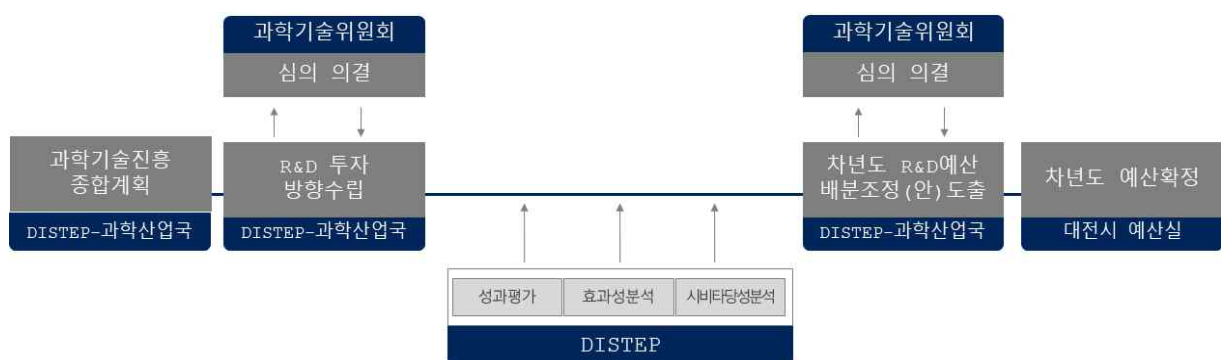 과학기술위원회
심의 의결
과학기술위원회
심의 의결
과학기술진흥
종합계획
DISTEP-과학산업국
R&D 투자
방향수립
DISTEP-과학산업국
차년도 R&D예산
배분조정(안)도출
DISTEP-과학산업국
차년도 예산확정
대전시 예산실
성과평가
효과성분석
시비타당성분석
DISTEP